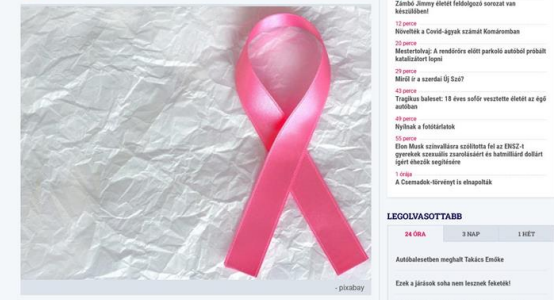 Zámbó Jimmy életét feldolgozó sorozat van
készülőben!
12 perce
Növelték a Covid-ágyak számát Komáromban
20 perce
Mestertolvaj: A rendőrörs előtt parkoló autóból próbált
katalizátort lopni
29 perce
Miről ír a szerdai Új Szó?
43 perce
Tragikus baleset: 18 éves sofőr vesztette életét az égő
autóban
49 perce
Nyílnak a fotótárlatok
55 perce
Elon Musk színvallásra szólította fel az ENSZ-t
gyerekek szexuális zsarolásáért és hatmilliárd dollárt
ígért éhezők segítésére
1 órája
A Csemadok-törvényt is elnapolták
- pixabay
LEGOLVASOTTABB
24 ÓRA 3 NAP 1 HÉT
Autóbalesetben meghalt Takács Emőke
Ezek a járások soha nem lesznek feketék!